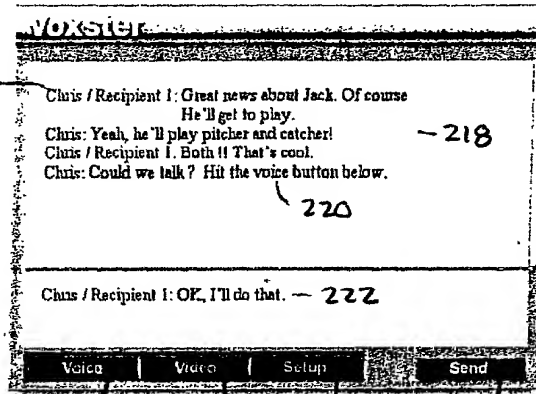 Voxster
Chris / Recipient 1: Great news about Jack. Of course
He'll get to play.
Chris: Yeah, he'll play pitcher and catcher! - 218
Chris / Recipient 1. Both !! That's cool.
Chris: Could we talk? Hit the voice button below.
220
Chris / Recipient 1: OK, I'll do that. - 222
Voice Video Setup Send